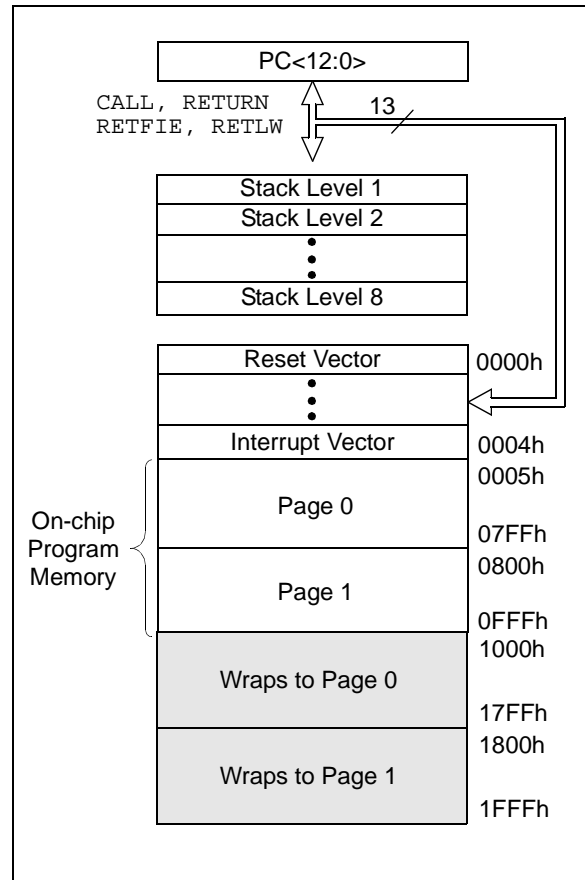 PC<12:0>
CALL, RETURN
RETFIE, RETLW
13
Stack Level 1
Stack Level 2
Stack Level 8
Reset Vector
0000h
Interrupt Vector
0004h
0005h
On-chip
Program
Memory
Page 0
07FFh
0800h
Page 1
0FFFh
1000h
Wraps to Page 0
17FFh
1800h
Wraps to Page 1
1FFFh